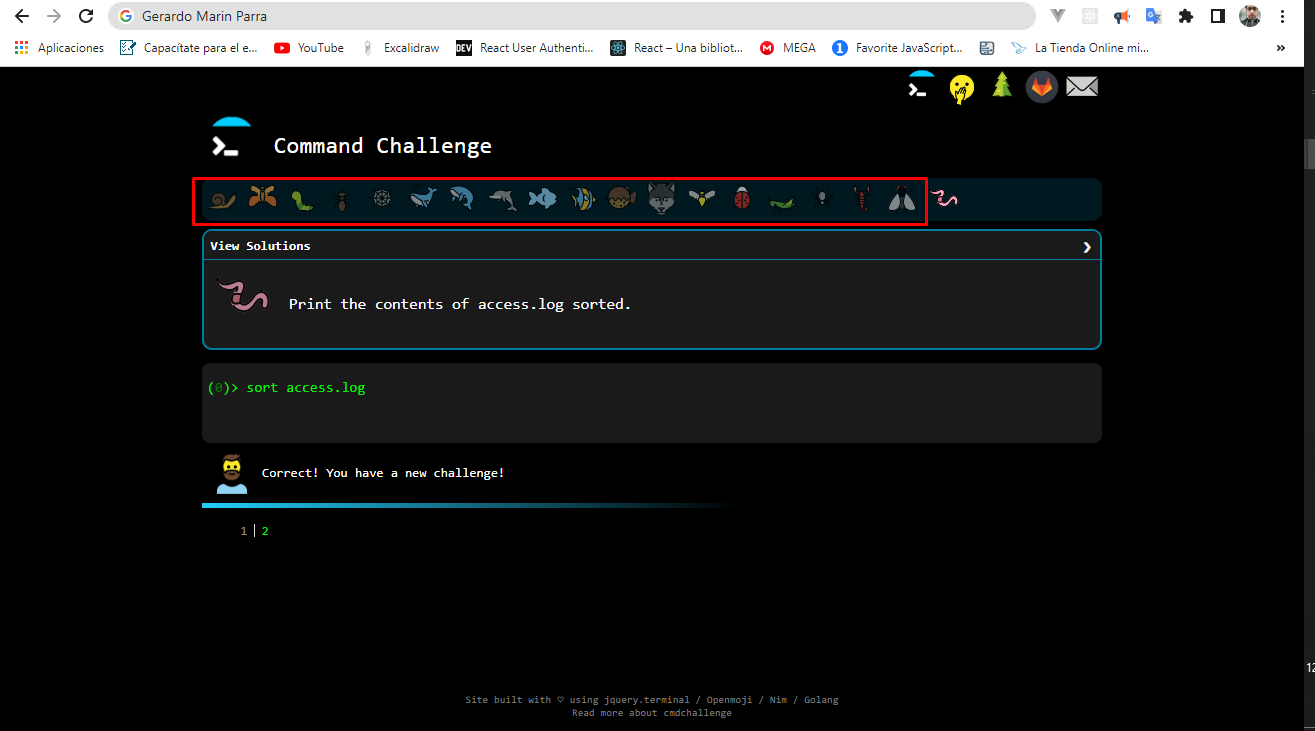 Gerardo Marin Parra
Aplicaciones
Capacítate para el e...
YouTube
Excalidraw
DEV
React User Authenti...
React – Una bibliot...
MEGA
1
Favorite JavaScript...
La Tienda Online mi...
»
Command Challenge
View Solutions
Print the contents of access.log sorted.
(0)> sort access.log
Correct! You have a new challenge!
1 | 2
12
Site built with ♡ using jquery.terminal / Openmoji / Nim / Golang
Read more about cmdchallenge